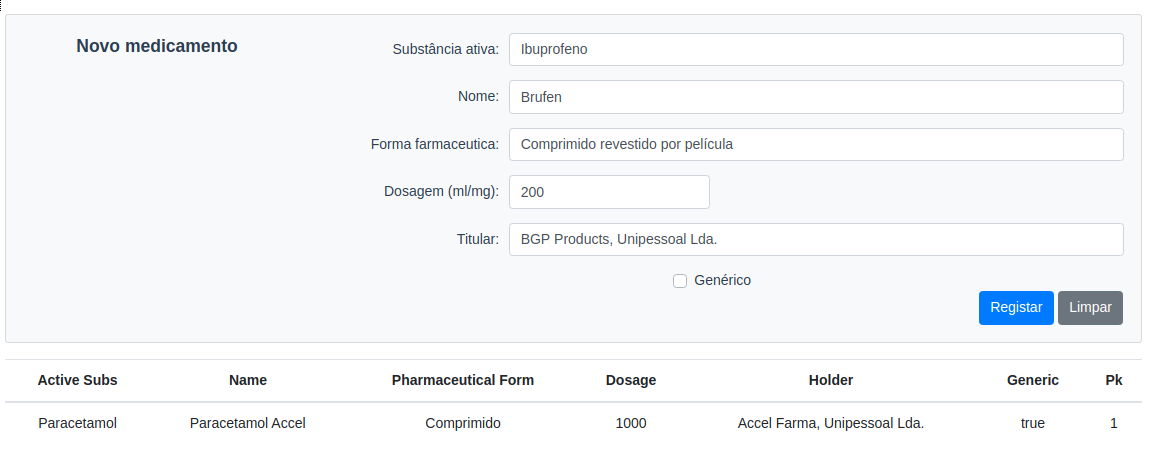 Novo medicamento
Substância ativa: Ibuprofeno
Nome: Brufen
Forma farmaceutica: Comprimido revestido por película
Dosagem (ml/mg): 200
Titular: BGP Products, Unipessoal Lda.
Genérico
Registar Limpar
Active Subs Name Pharmaceutical Form Dosage Holder Generic Pk
Paracetamol Paracetamol Accel Comprimido 1000 Accel Farma, Unipessoal Lda. true 1